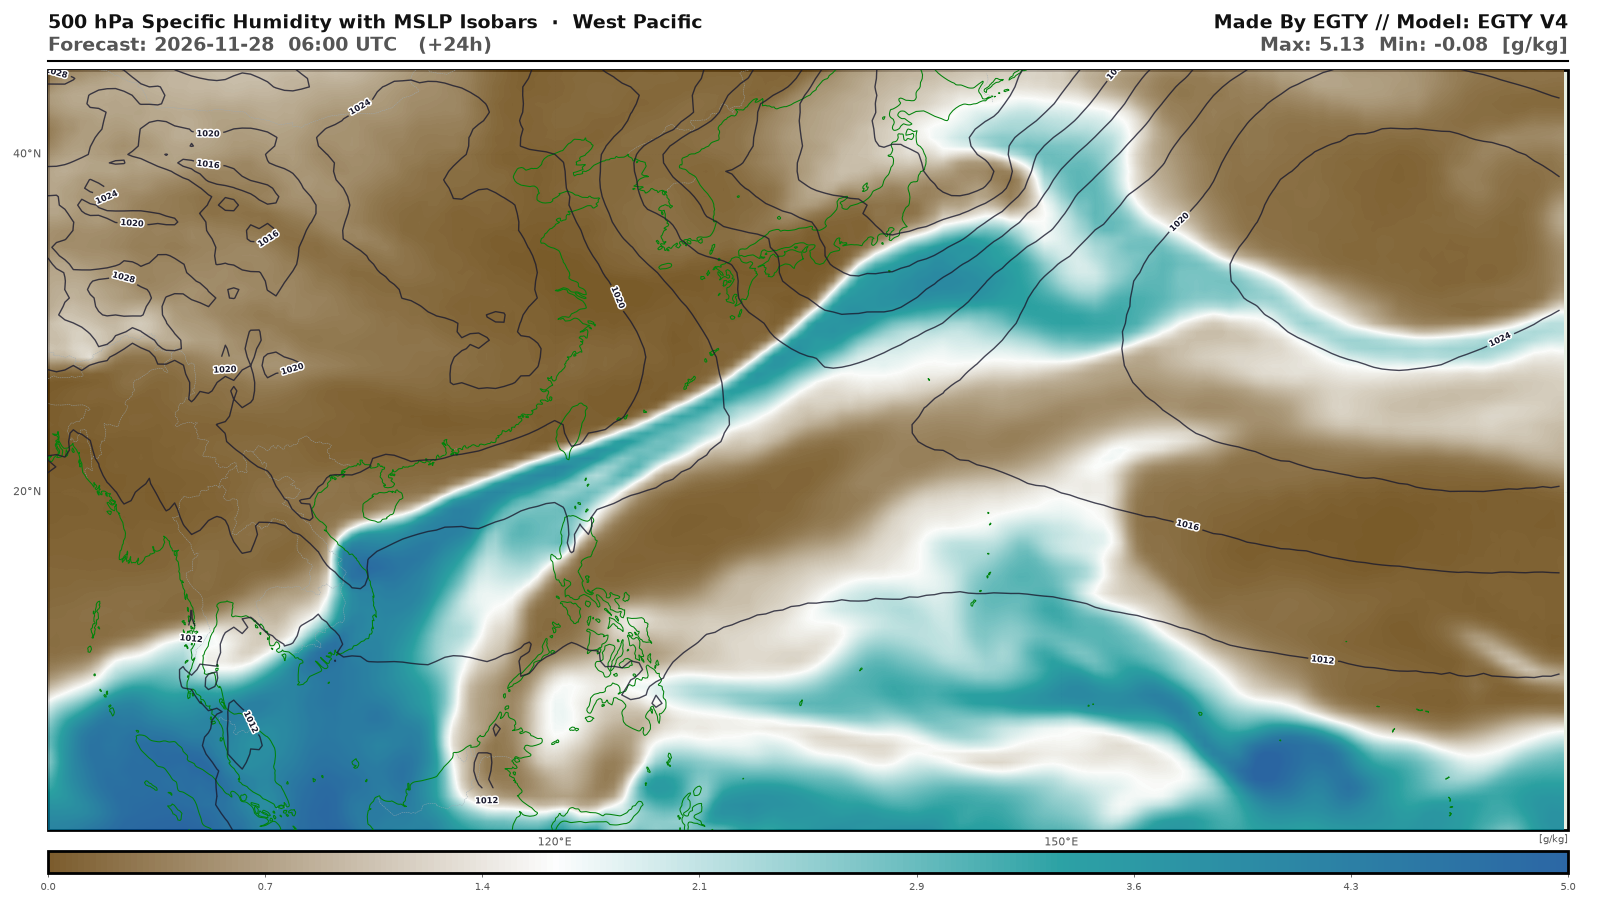 500 hPa Specific Humidity with MSLP Isobars · West Pacific
Made By EGTY // Model: EGTY V4
Forecast: 2026-11-28 06:00 UTC (+24h)
Max: 5.13 Min: -0.08 [g/kg]
1028
1024
1020
1016
1024
1020
1016
1028
1020
1020
1020
1020
1024
1016
1012
1012
1012
1012
40°N
20°N
120°E
150°E
[g/kg]
0.0 0.7 1.4 2.1 2.9 3.6 4.3 5.0